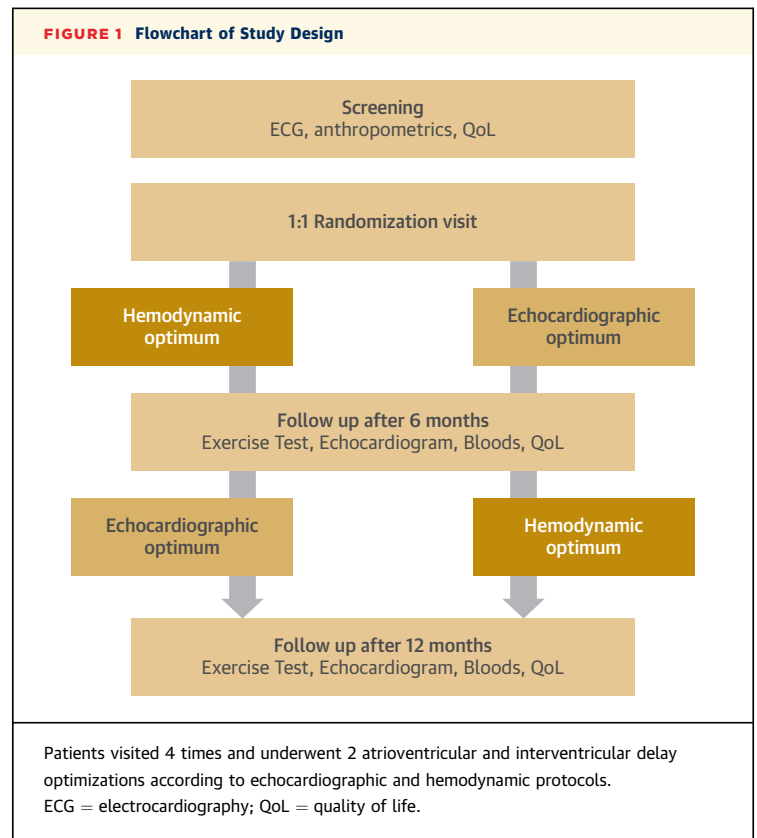 FIGURE 1 Flowchart of Study Design
Screening
ECG, anthropometrics, QoL
1:1 Randomization visit
Hemodynamic
optimum
Echocardiographic
optimum
Follow up after 6 months
Exercise Test, Echocardiogram, Bloods, QoL
Echocardiographic
optimum
Hemodynamic
optimum
Follow up after 12 months
Exercise Test, Echocardiogram, Bloods, QoL
Patients visited 4 times and underwent 2 atrioventricular and interventricular delay
optimizations according to echocardiographic and hemodynamic protocols.
ECG = electrocardiography; QoL = quality of life.